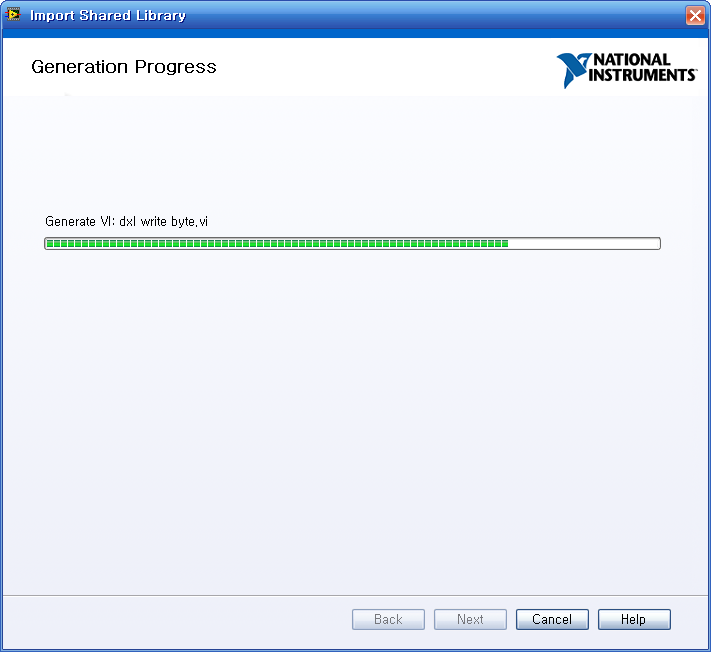 Import Shared Library
Generation Progress
NATIONAL
INSTRUMENTS
Generate VI: dxl write byte.vi
Back
Next
Cancel
Help